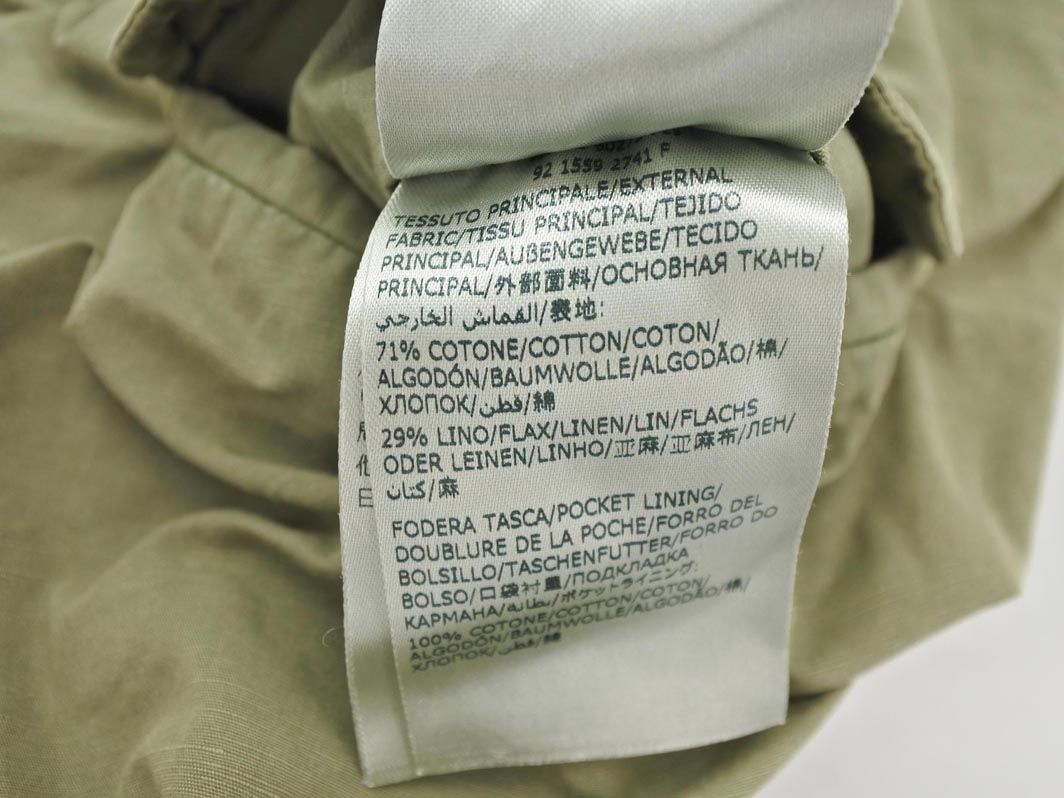 92 1559 2741 F
TESSUTO PRINCIPALE/EXTERNAL
FABRIC/TISSU PRINCIPAL/TEJIDO
PRINCIPAL/AUßENGEWEBE/TECIDO
PRINCIPAL/外部面料/ОСНОВНАЯ ТКАНЬ/
القماش الخارجي/表地:
71% COTONE/COTTON/COTON/
ALGODÓN/BAUMWOLLE/ALGODÃO/棉/
ХЛОПОК/قطن/綿
29% LINO/FLAX/LINEN/LIN/FLACHS
ODER LEINEN/LINHO/亚麻/亚麻布/ЛЕН/
كتان/麻
FODERA TASCA/POCKET LINING/
DOUBLURE DE LA POCHE/FORRO DEL
BOLSILLO/TASCHENFUTTER/FORRO DO
BOLSO/口袋衬里/ПОДКЛАДКА
КАРМАНА/بطانة/ポケットライニング:
100% COTONE/COTTON/COTON/
ALGODÓN/BAUMWOLLE/ALGODÃO/棉/
ХЛОПОК/قطن/綿